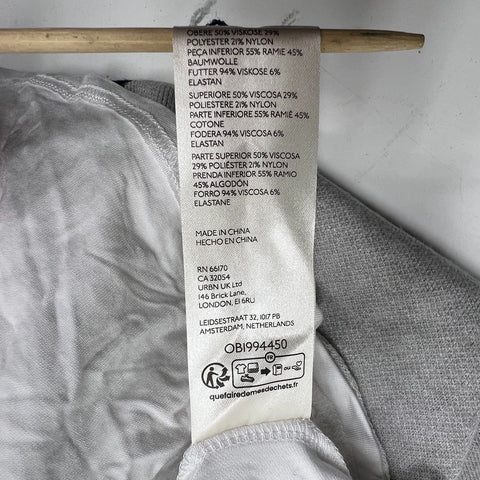 OBERE 50% VISKOSE 29%
POLYESTER 21% NYLON
PEÇA INFERIOR 55% RAMIE 45%
BAUMWOLLE
FUTTER 94% VISKOSE 6%
ELASTAN
SUPERIORE 50% VISCOSA 29%
POLIESTERE 21% NYLON
PARTE INFERIORE 55% RAMIÈ 45%
COTONE
FODERA 94% VISCOSA 6%
ELASTAN
PARTE SUPERIOR 50% VISCOSA
29% POLIÉSTER 21% NYLON
PRENDA INFERIOR 55% RAMIO
45% ALGODÓN
FORRO 94% VISCOSA 6%
ELASTANE
MADE IN CHINA
HECHO EN CHINA
RN 66170
CA 32054
URBN UK Ltd
146 Brick Lane,
LONDON, E1 6RU
LEIDSESTRAAT 32, 1017 PB
AMSTERDAM, NETHERLANDS
OB1994450
FR
quefairedemesdechets.fr